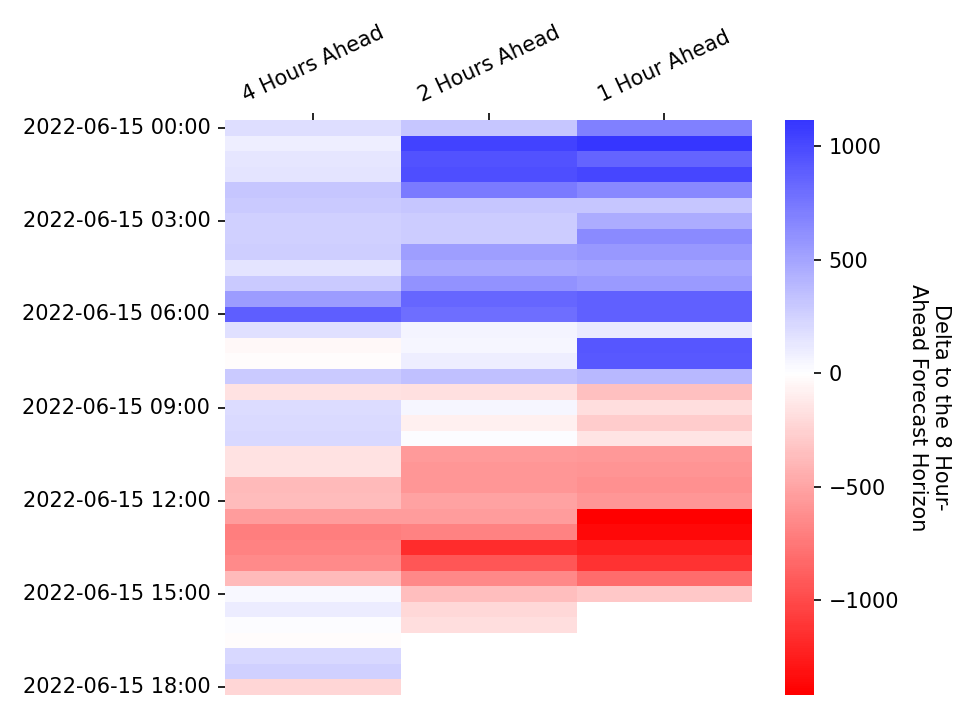 4 Hours Ahead
2 Hours Ahead
1 Hour Ahead
2022-06-15 00:00
2022-06-15 03:00
2022-06-15 06:00
2022-06-15 09:00
2022-06-15 12:00
2022-06-15 15:00
2022-06-15 18:00
1000
500
0
−500
−1000
Delta to the 8 Hour-
Ahead Forecast Horizon